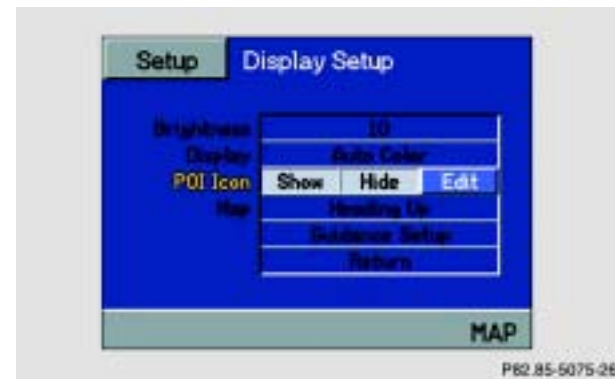 Setup Display Setup
Brightness 10
Display Auto Color
POI Icon Show Hide Edit
Map Heading Up
Guidance Setup
Return
MAP
P82.85-5075-26